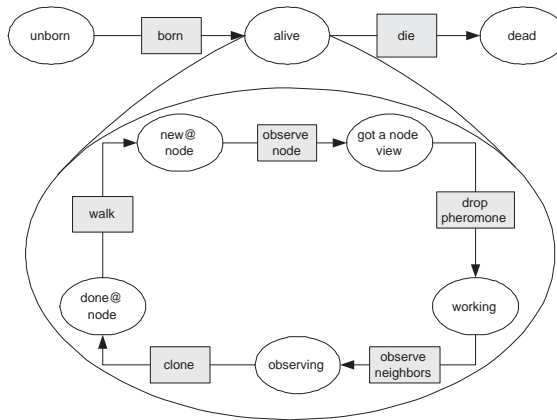 unborn
born
alive
die
dead
new@
node
observe
node
got a node
view
drop
pheromone
working
observe
neighbors
observing
clone
done@
node
walk